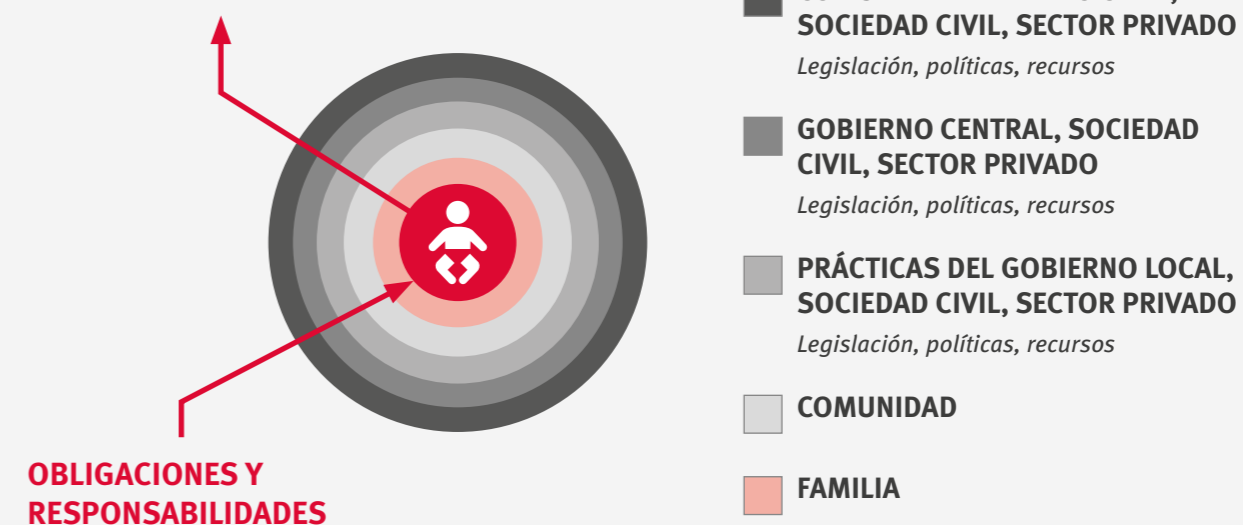 SOCIEDAD CIVIL, SECTOR PRIVADO
Legislación, políticas, recursos
GOBIERNO CENTRAL, SOCIEDAD
CIVIL, SECTOR PRIVADO
Legislación, políticas, recursos
PRÁCTICAS DEL GOBIERNO LOCAL,
SOCIEDAD CIVIL, SECTOR PRIVADO
Legislación, políticas, recursos
COMUNIDAD
FAMILIA
OBLIGACIONES Y
RESPONSABILIDADES